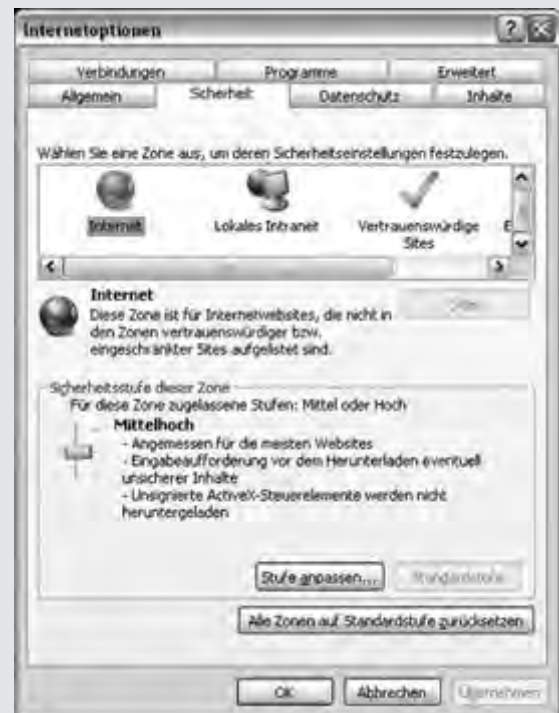 Internetoptionen
Verbindungen Programme Erweitert
Allgemein Sicherheit Datenschutz Inhalte
Wählen Sie eine Zone aus, um deren Sicherheitseinstellungen festzulegen.
Internet Lokales Intranet Vertrauenswürdige E
Sites
Internet
Diese Zone ist für Internetwebsites, die nicht in Sites
den Zonen vertrauenswürdiger bzw.
eingeschränkter Sites aufgelistet sind.
Sicherheitsstufe dieser Zone
Für diese Zone zugelassene Stufen: Mittel oder Hoch
Mittelhoch
- Angemessen für die meisten Websites
- Eingabeaufforderung vor dem Herunterladen eventuell
unsicherer Inhalte
- Unsignierte ActiveX-Steuerelemente werden nicht
heruntergeladen
Stufe anpassen... Standardstufe
Alle Zonen auf Standardstufe zurücksetzen
OK Abbrechen Übernehmen